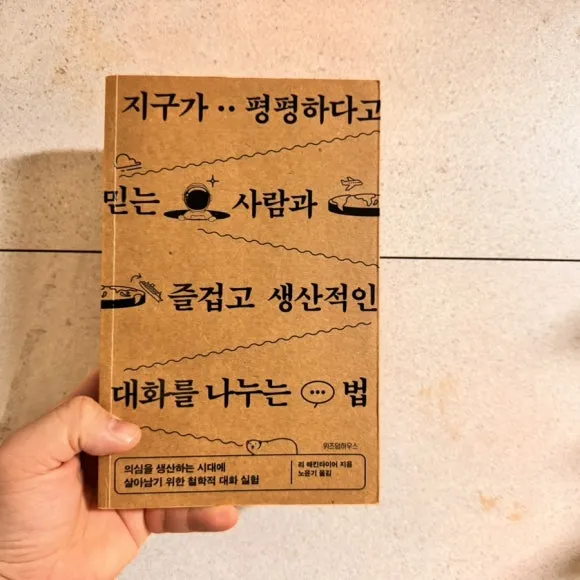 지구가 ·· 평평하다고
믿는 사람과
즐겁고 생산적인
대화를 나누는 법
위즈덤하우스
의심을 생산하는 시대에
살아남기 위한 철학적 대화 실험
리 매킨타이어 지음
노윤기 옮김